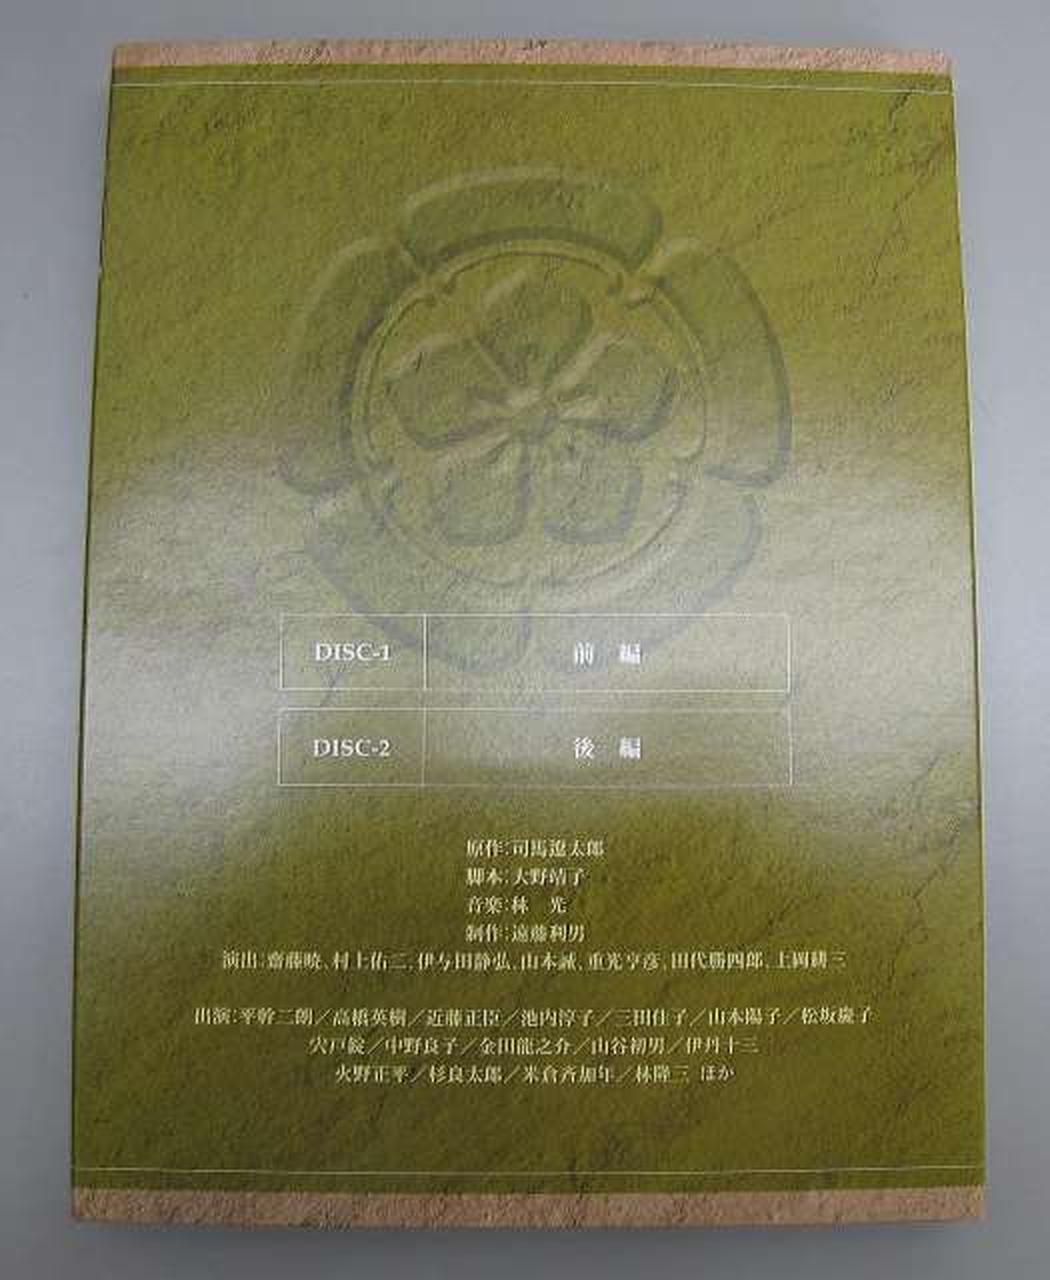 DISC-1 前 編
DISC-2 後 編
原作:司馬遼太郎
脚本:大野靖子
音楽:林 光
制作:遠藤利男
演出:齋藤暁、村上佑二、伊与田静弘、山本誠、重光亨彦、田代勝四郎、上岡耕三
出演:平幹二朗／高橋英樹／近藤正臣／池内淳子／三田佳子／山本陽子／松坂慶子
宍戸錠／中野良子／金田龍之介／山谷初男／伊丹十三
火野正平／杉良太郎／米倉斉加年／林隆三 ほか